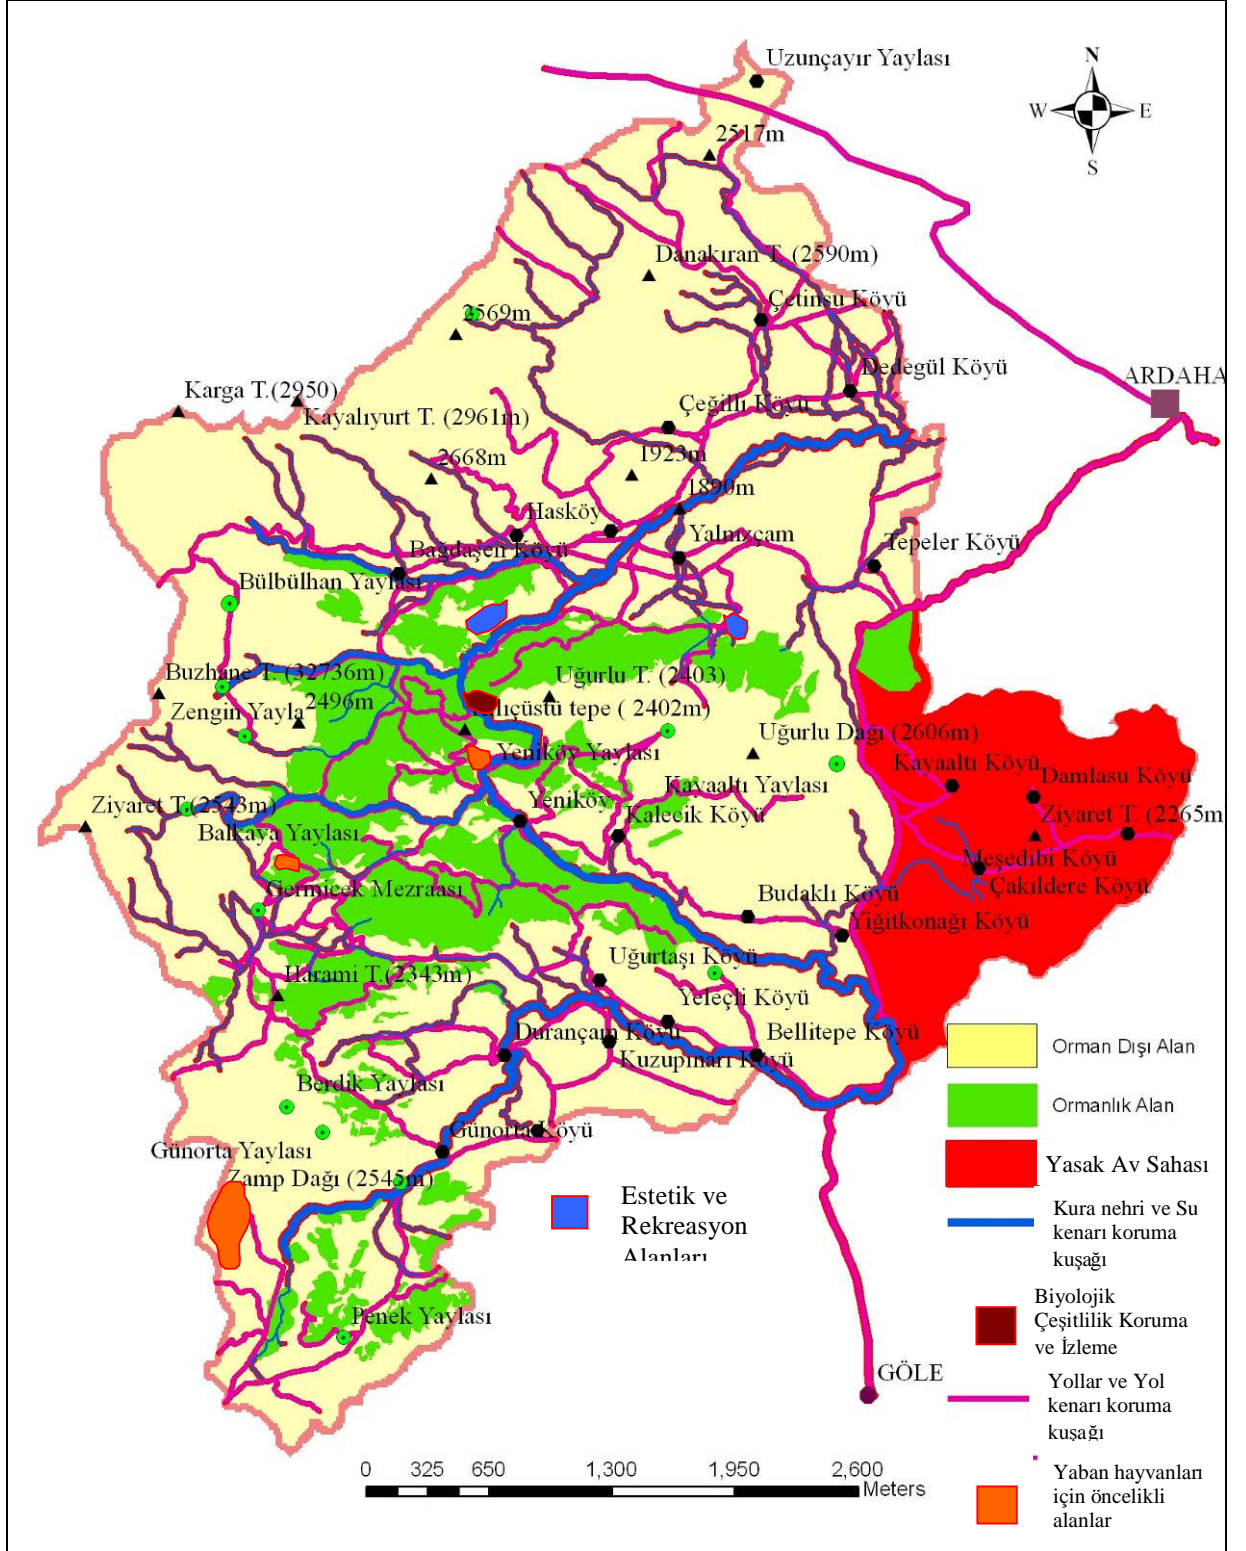 Uzunçayır Yaylası
N
W
E
S
2517m
Danakıran T. (2590m)
Çetinsu Köyü
2569m
Dedegül Köyü
ARDAHA
Karga T.(2950)
Kayalıyurt T. (2961m)
Çeğilli Köyü
2668m
1923m
1890m
Hasköy
Yalnızçam
Tepeler Köyü
Bağdaşen Köyü
Bülbülhan Yaylası
Buzhane T. (32736m)
Uğurlu T. (2403)
2496m
Zengin Yayla
lıçüstü tepe ( 2402m)
Uğurlu Dağı (2606m)
Yeniköy Yaylası
Kayaaltı Köyü
Damlasu Köyü
Kayaaltı Yaylası
Ziyaret T.(2543m)
Yeniköy
Kalecik Köyü
Ziyaret T. (2265m
Balkaya Yaylası
Meşedibi Köyü
Germicek Mezraası
Çakıldere Köyü
Budaklı Köyü
Yiğitkonağı Köyü
Uğurtaşı Köyü
Harami T.(2343m)
Yeleçli Köyü
Durançam Köyü
Bellitepe Köyü
Kuzupınarı Köyü
Orman Dışı Alan
Berdik Yaylası
Ormanlık Alan
Günorta Köyü
Günorta Yaylası
Yasak Av Sahası
Zamp Dağı (2545m)
Estetik ve
Rekreasyon
Alanları
Kura nehri ve Su
kenarı koruma
kuşağı
Biyolojik
Çeşitlilik Koruma
ve İzleme
Penek Yaylası
GÖLE
Yollar ve Yol
kenarı koruma
kuşağı
0 325 650 1,300 1,950 2,600
Meters
Yaban hayvanları
için öncelikli
alanlar